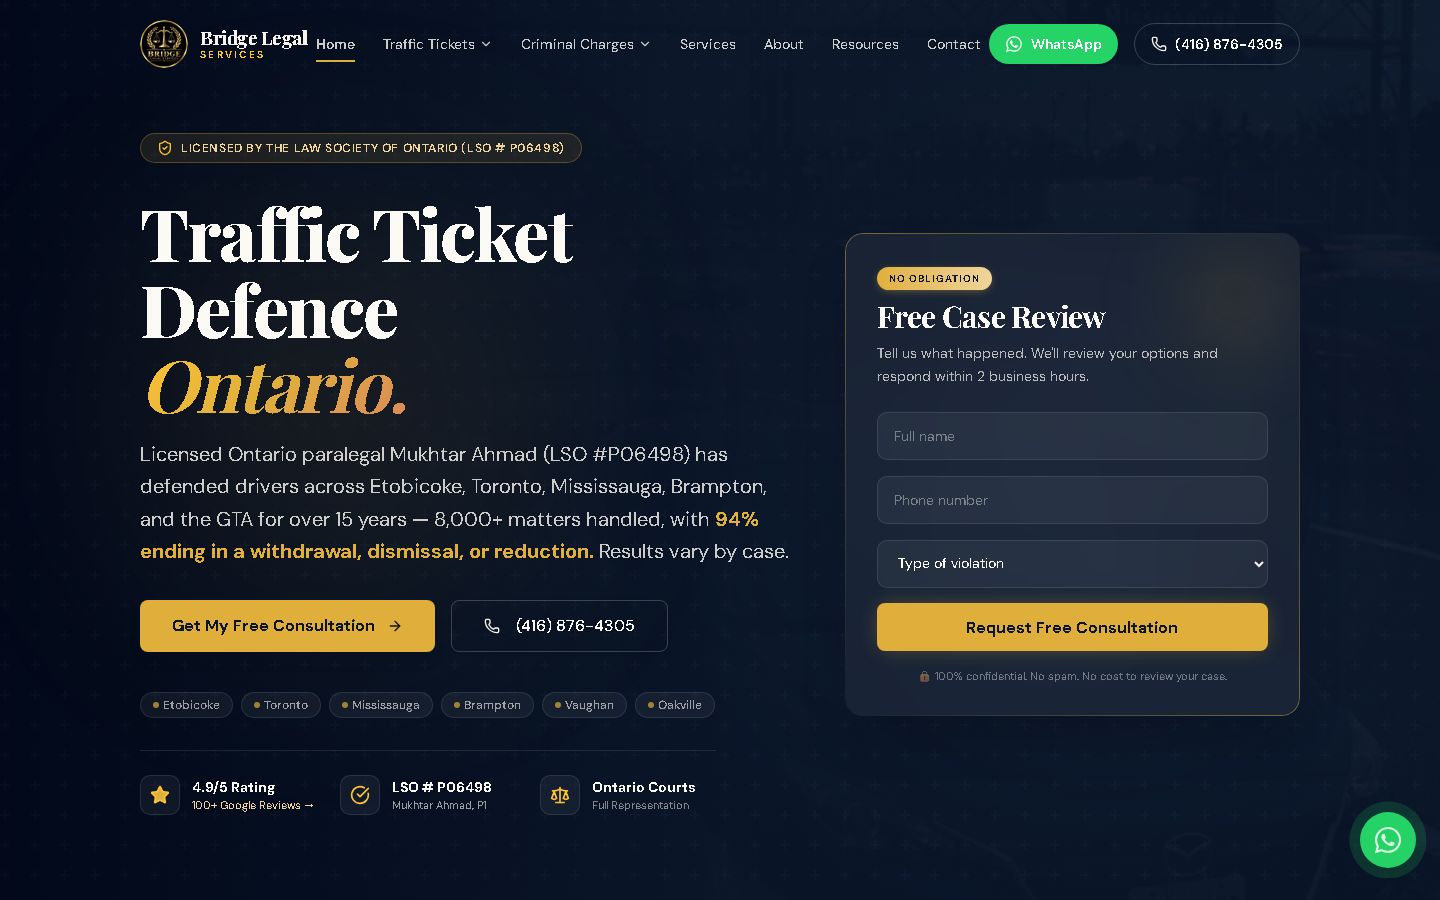 Bridge Legal
SERVICES
Home
Traffic Tickets
Criminal Charges
Services
About
Resources
Contact
WhatsApp
(416) 876-4305
LICENSED BY THE LAW SOCIETY OF ONTARIO (LSO # P06498)
Traffic Ticket
Defence
Ontario.
Licensed Ontario paralegal Mukhtar Ahmad (LSO #P06498) has
defended drivers across Etobicoke, Toronto, Mississauga, Brampton,
and the GTA for over 15 years — 8,000+ matters handled, with 94%
ending in a withdrawal, dismissal, or reduction. Results vary by case.
Get My Free Consultation →
(416) 876-4305
Etobicoke
Toronto
Mississauga
Brampton
Vaughan
Oakville
4.9/5 Rating
100+ Google Reviews →
LSO # P06498
Mukhtar Ahmad, P1
Ontario Courts
Full Representation
NO OBLIGATION
Free Case Review
Tell us what happened. We'll review your options and
respond within 2 business hours.
Full name
Phone number
Type of violation
Request Free Consultation
🔒 100% confidential. No spam. No cost to review your case.